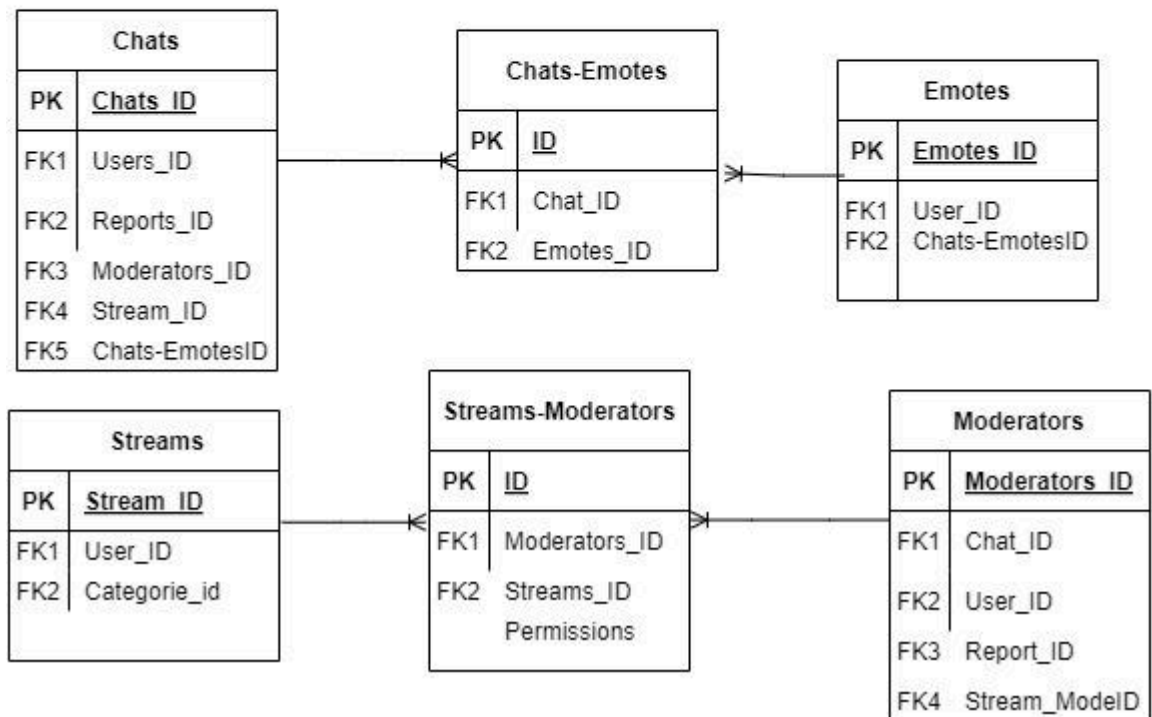 Chats
PK Chats_ID
FK1 Users_ID
FK2 Reports_ID
FK3 Moderators_ID
FK4 Stream_ID
FK5 Chats-EmotesID
Chats-Emotes
PK ID
FK1 Chat_ID
FK2 Emotes_ID
Emotes
PK Emotes_ID
FK1 User_ID
FK2 Chats-EmotesID
Streams
PK Stream_ID
FK1 User_ID
FK2 Categorie_id
Streams-Moderators
PK ID
FK1 Moderators_ID
FK2 Streams_ID
Permissions
Moderators
PK Moderators_ID
FK1 Chat_ID
FK2 User_ID
FK3 Report_ID
FK4 Stream_ModeID